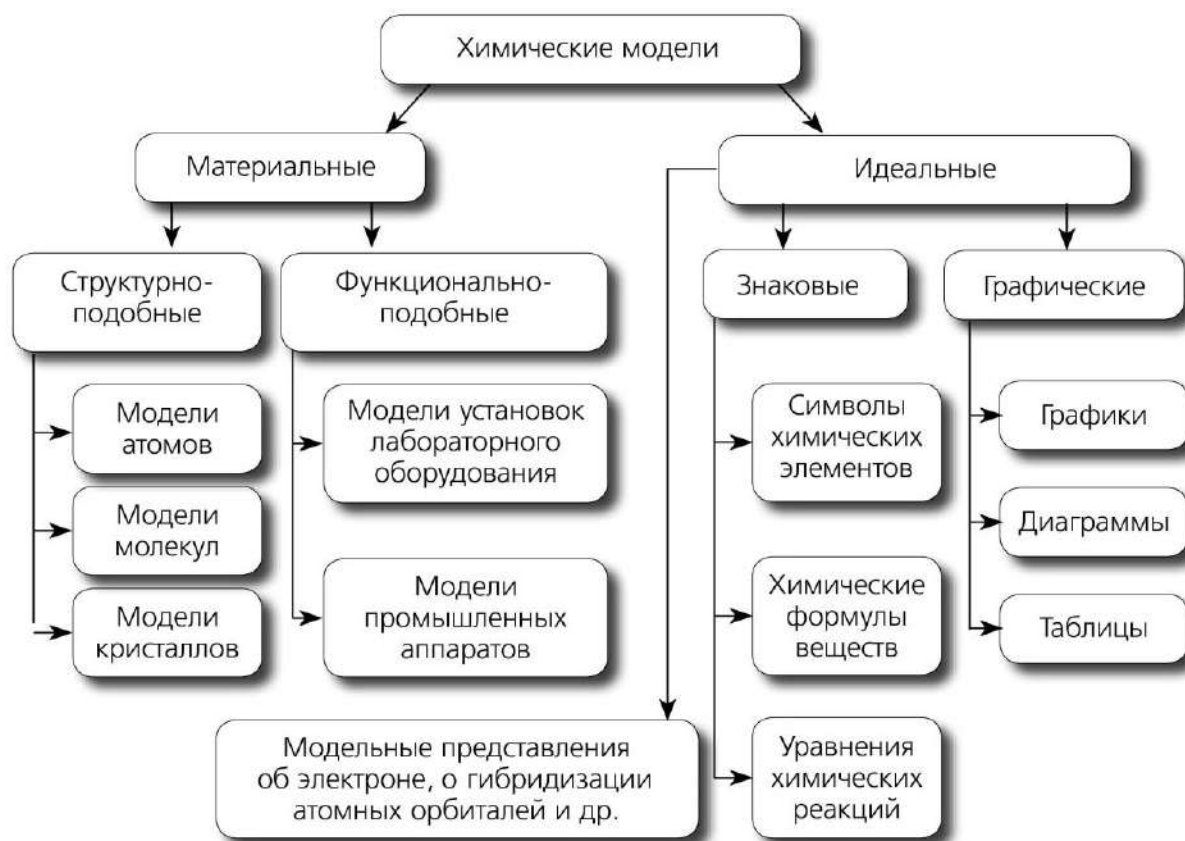 Химические модели
Материальные
Идеальные
Структурно-
подобные
Функционально-
подобные
Знаковые
Графические
Модели
атомов
Модели
молекул
Модели
кристаллов
Модели установок
лабораторного
оборудования
Модели
промышленных
аппаратов
Модельные представления
об электроне, о гибридизации
атомных орбиталей и др.
Символы
химических
элементов
Химические
формулы
веществ
Уравнения
химических
реакций
Графики
Диаграммы
Таблицы